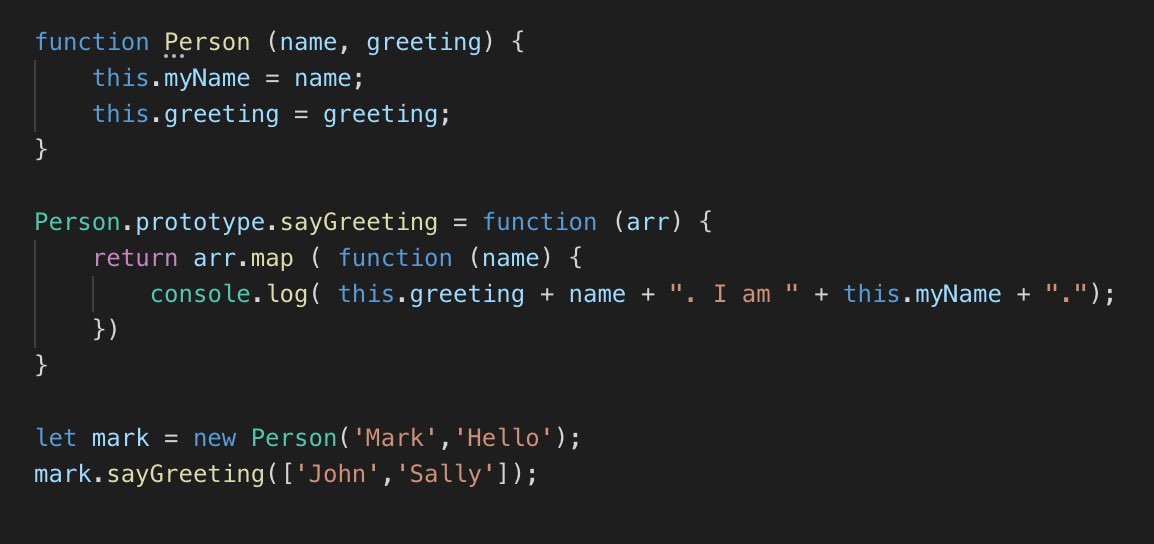 function Person (name, greeting) {
    this.myName = name;
    this.greeting = greeting;
}

Person.prototype.sayGreeting = function (arr) {
    return arr.map ( function (name) {
        console.log( this.greeting + name + ". I am " + this.myName + ".");
    })
}

let mark = new Person('Mark','Hello');
mark.sayGreeting(['John','Sally']);